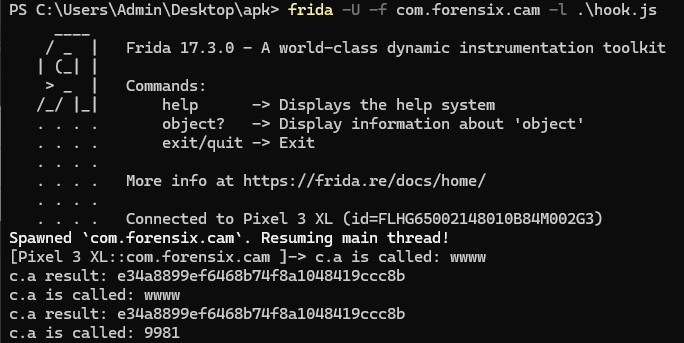 PS C:\Users\Admin\Desktop\apk> frida -U -f com.forensix.cam -l .\hook.js
     ____
    / _  |   Frida 17.3.0 - A world-class dynamic instrumentation toolkit
   | (_| |
    > _  |   Commands:
   /_/ |_|       help      -> Displays the help system
   . . . .       object?   -> Display information about 'object'
   . . . .       exit/quit -> Exit
   . . . .
   . . . .   More info at https://frida.re/docs/home/
   . . . .
   . . . .   Connected to Pixel 3 XL (id=FLHG65002148010B84M002G3)
Spawned `com.forensix.cam`. Resuming main thread!
[Pixel 3 XL::com.forensix.cam ]-> c.a is called: wwww
c.a result: e34a8899ef6468b74f8a1048419ccc8b
c.a is called: wwww
c.a result: e34a8899ef6468b74f8a1048419ccc8b
c.a is called: 9981